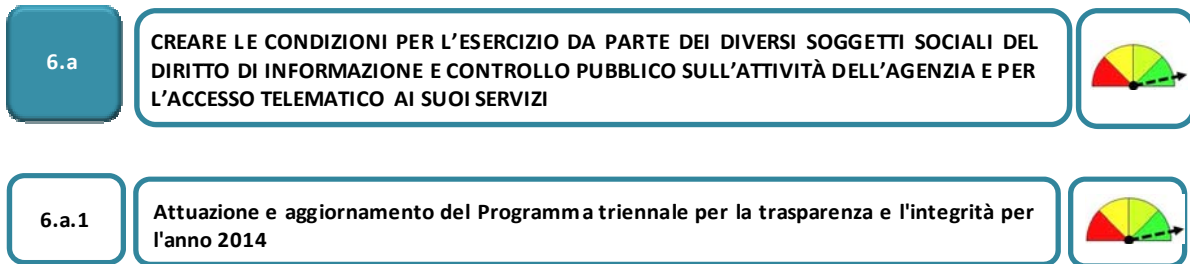 6.a
CREARE LE CONDIZIONI PER L'ESERCIZIO DA PARTE DEI DIVERSI SOGGETTI SOCIALI DEL
DIRITTO DI INFORMAZIONE E CONTROLLO PUBBLICO SULL'ATTIVITÀ DELL'AGENZIA E PER
L'ACCESSO TELEMATICO AI SUOI SERVIZI
6.a.1
Attuazione e aggiornamento del Programma triennale per la trasparenza e l'integrità per
l'anno 2014